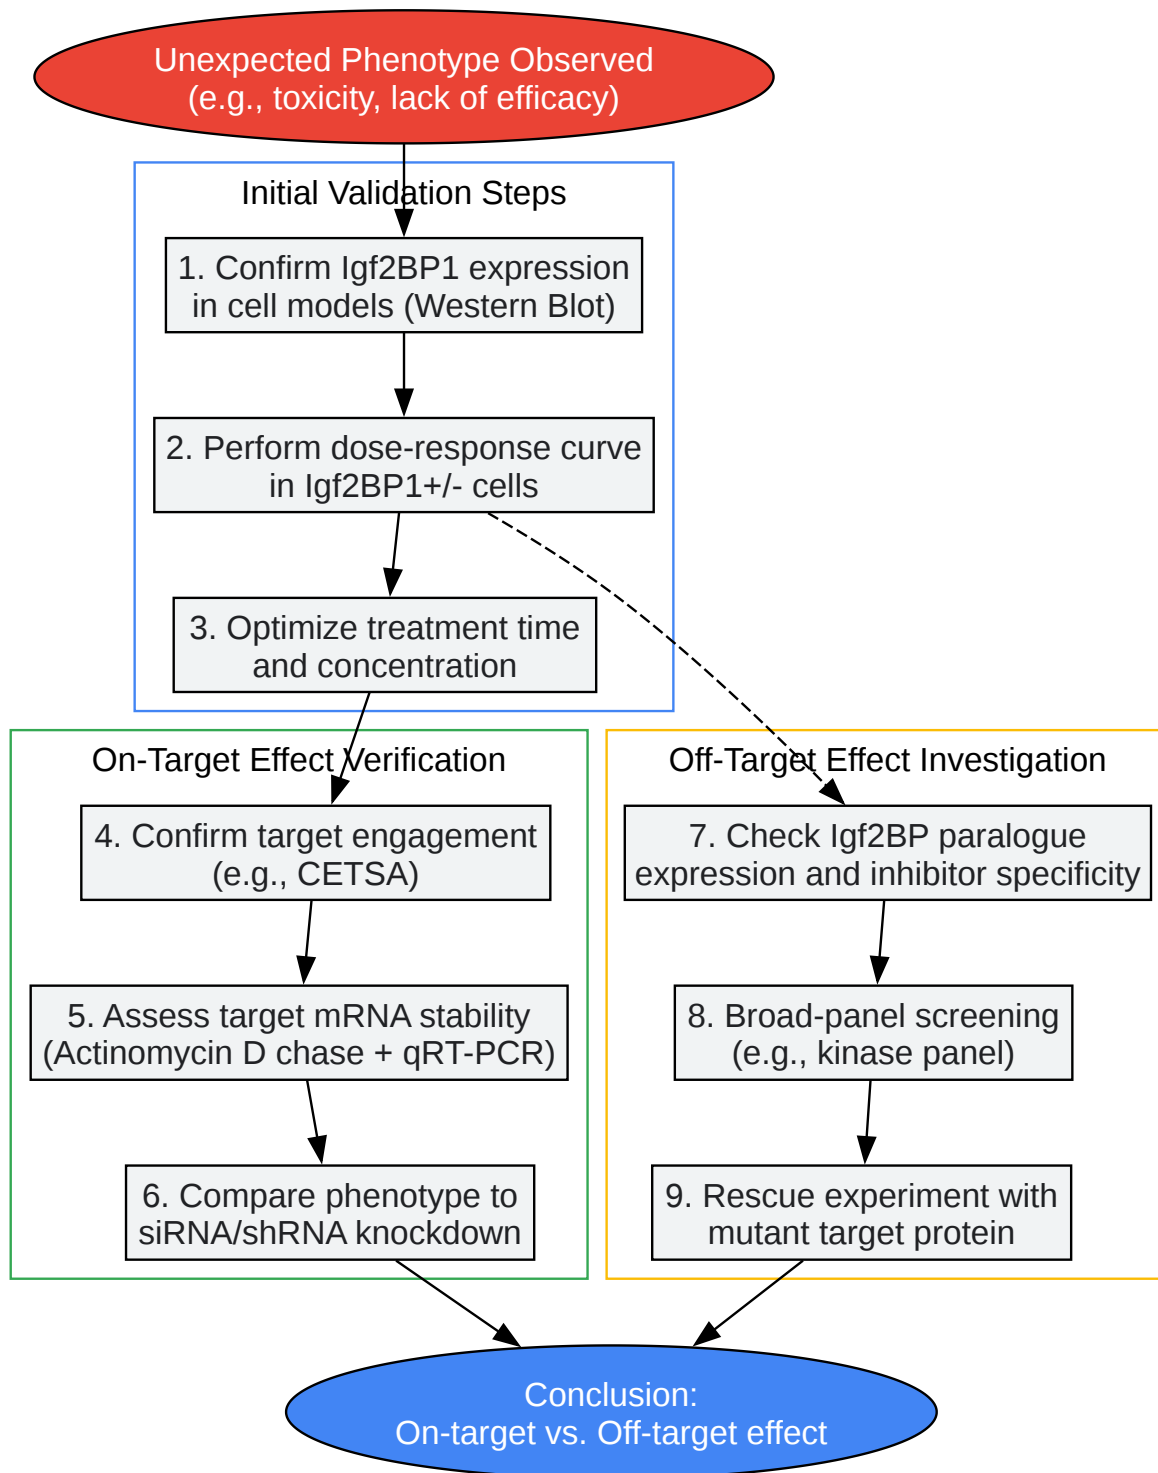 Unexpected Phenotype Observed
(e.g., toxicity, lack of efficacy)
Initial Validation Steps
1. Confirm Igf2BP1 expression
in cell models (Western Blot)
2. Perform dose-response curve
in Igf2BP1+/- cells
3. Optimize treatment time
and concentration
On-Target Effect Verification
4. Confirm target engagement
(e.g., CETSA)
5. Assess target mRNA stability
(Actinomycin D chase + qRT-PCR)
6. Compare phenotype to
siRNA/shRNA knockdown
Off-Target Effect Investigation
7. Check Igf2BP paralogue
expression and inhibitor specificity
8. Broad-panel screening
(e.g., kinase panel)
9. Rescue experiment with
mutant target protein
Conclusion:
On-target vs. Off-target effect